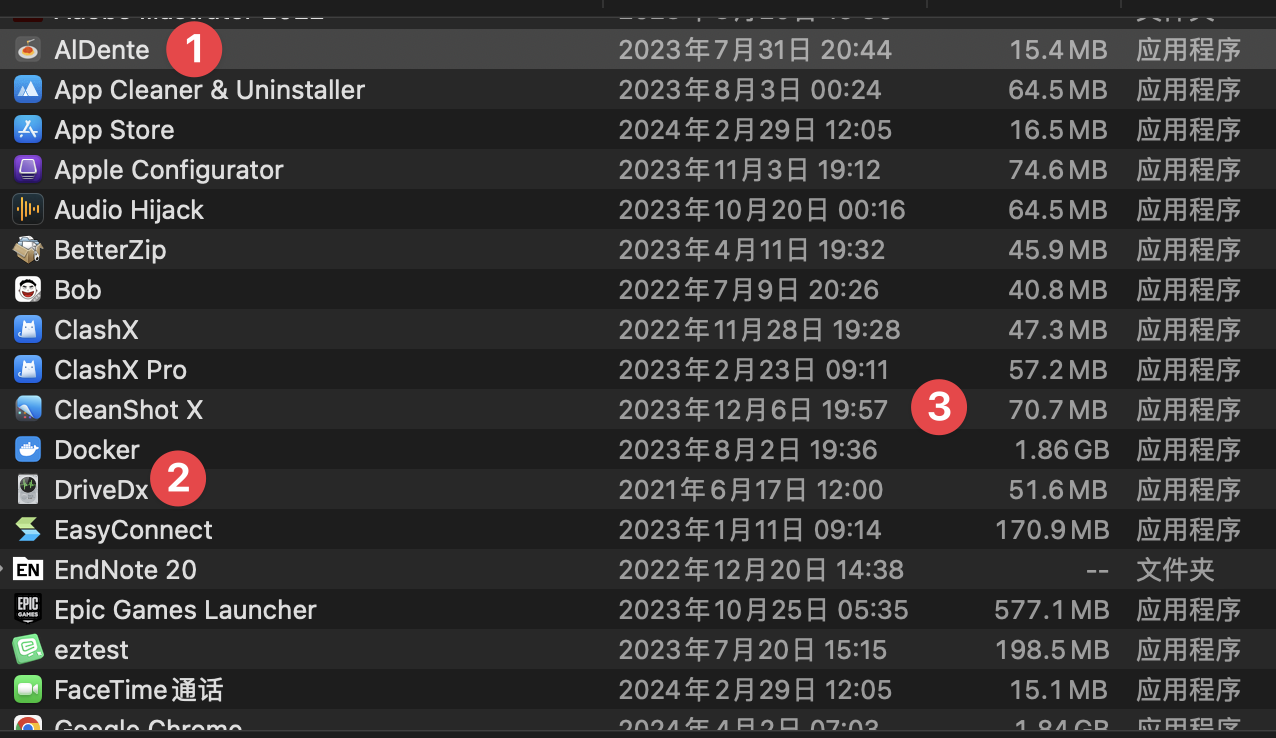 AlDente 1 2023年7月31日 20:44 15.4 MB 应用程序
App Cleaner & Uninstaller 2023年8月3日 00:24 64.5 MB 应用程序
App Store 2024年2月29日 12:05 16.5 MB 应用程序
Apple Configurator 2023年11月3日 19:12 74.6 MB 应用程序
Audio Hijack 2023年10月20日 00:16 64.5 MB 应用程序
BetterZip 2023年4月11日 19:32 45.9 MB 应用程序
Bob 2022年7月9日 20:26 40.8 MB 应用程序
ClashX 2022年11月28日 19:28 47.3 MB 应用程序
ClashX Pro 2023年2月23日 09:11 57.2 MB 应用程序
CleanShot X 2023年12月6日 19:57 3 70.7 MB 应用程序
Docker 2023年8月2日 19:36 1.86 GB 应用程序
DriveDx 2 2021年6月17日 12:00 51.6 MB 应用程序
EasyConnect 2023年1月11日 09:14 170.9 MB 应用程序
EN EndNote 20 2022年12月20日 14:38 -- 文件夹
EPIC GAMES Epic Games Launcher 2023年10月25日 05:35 577.1 MB 应用程序
eztest 2023年7月20日 15:15 198.5 MB 应用程序
FaceTime通话 2024年2月29日 12:05 15.1 MB 应用程序
Google Chrome 2024年4月2日 07:03 1.84 GB 应用程序